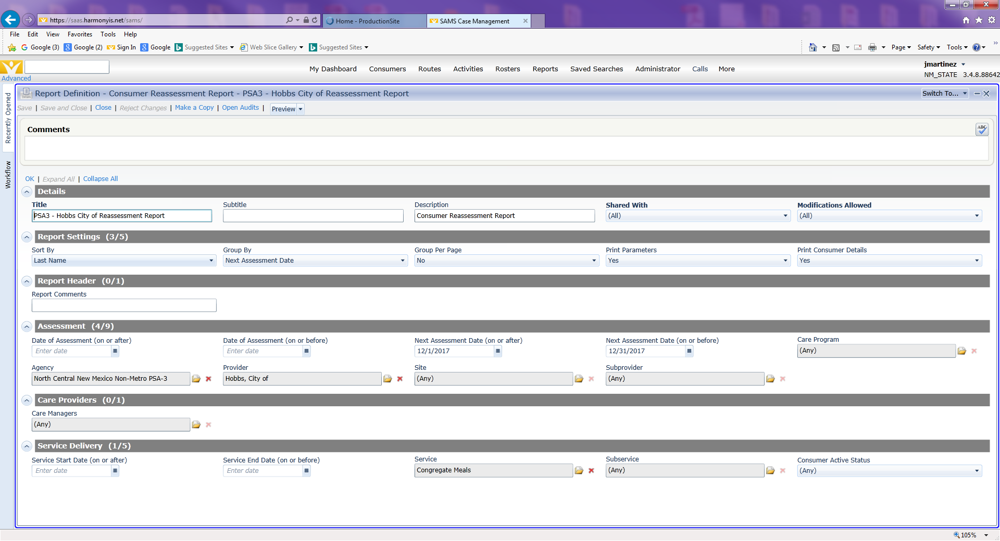 https://saas.harmonyis.net/sams/
Home - ProductionSite
SAMS Case Management
File Edit View Favorites Tools Help
Google (3) Google (2) Sign In Google Suggested Sites Web Slice Gallery Suggested Sites
Page Safety Tools
My Dashboard Consumers Routes Activities Rosters Reports Saved Searches Administrator Calls More
jmartinez
Advanced
NM_STATE 3.4.8.88642
Recently Opened
Workflow
Report Definition - Consumer Reassessment Report - PSA3 - Hobbs City of Reassessment Report
Switch To...
Save | Save and Close | Close | Reject Changes | Make a Copy | Open Audits | Preview
Comments
ABC
OK | Expand All | Collapse All
Details
Title Subtitle Description Shared With Modifications Allowed
PSA3 - Hobbs City of Reassessment Report Consumer Reassessment Report (All) (All)
Report Settings (3/5)
Sort By Group By Group Per Page Print Parameters Print Consumer Details
Last Name Next Assessment Date No Yes Yes
Report Header (0/1)
Report Comments
Assessment (4/9)
Date of Assessment (on or after) Date of Assessment (on or before) Next Assessment Date (on or after) Next Assessment Date (on or before) Care Program
Enter date Enter date 12/1/2017 12/31/2017 (Any)
Agency Provider Site Subprovider
North Central New Mexico Non-Metro PSA-3 Hobbs, City of (Any) (Any)
Care Providers (0/1)
Care Managers
(Any)
Service Delivery (1/5)
Service Start Date (on or after) Service End Date (on or before) Service Subservice Consumer Active Status
Enter date Enter date Congregate Meals (Any) (Any)
105%